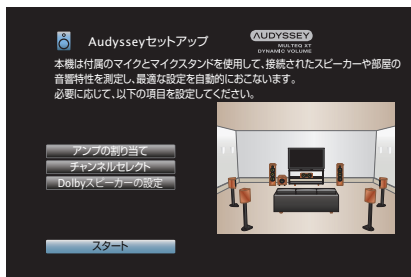 Audysseyセットアップ
AUDYSSEY
MULTEQ XT
DYNAMIC VOLUME
本機は付属のマイクとマイクスタンドを使用して、接続されたスピーカーや部屋の
音響特性を測定し、最適な設定を自動的におこないます。
必要に応じて、以下の項目を設定してください。
アンプの割り当て
チャンネルセレクト
Dolbyスピーカーの設定
スタート